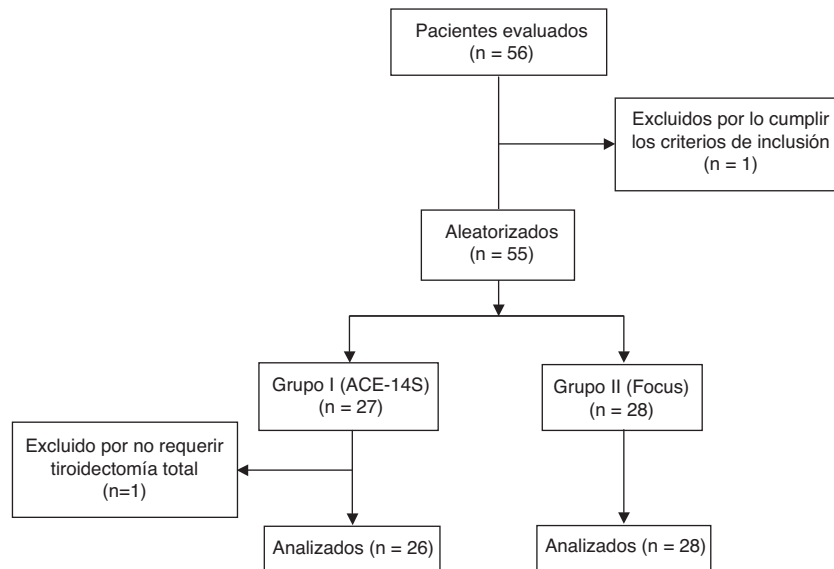 Pacientes evaluados
(n = 56)
Excluidos por lo cumplir
los criterios de inclusión
(n = 1)
Aleatorizados
(n = 55)
Grupo I (ACE-14S)
(n = 27)
Grupo II (Focus)
(n = 28)
Excluido por no requerir
tiroidectomía total
(n=1)
Analizados (n = 26)
Analizados (n = 28)